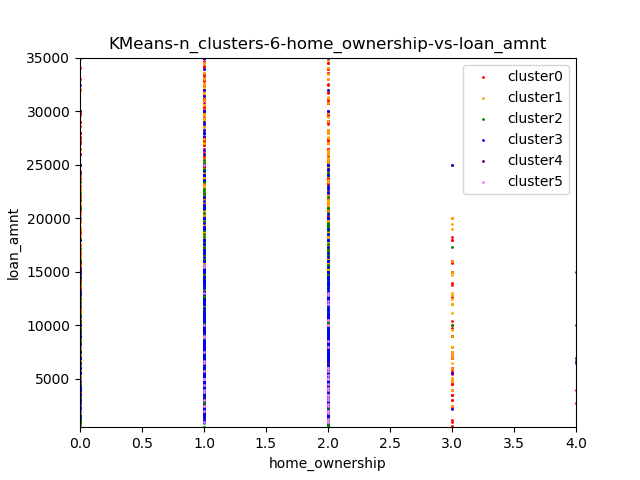 KMeans-n_clusters-6-home_ownership-vs-loan_amnt
35000
30000
25000
20000
15000
10000
5000
loan_amnt
cluster0
cluster1
cluster2
cluster3
cluster4
cluster5
0.0 0.5 1.0 1.5 2.0 2.5 3.0 3.5 4.0
home_ownership